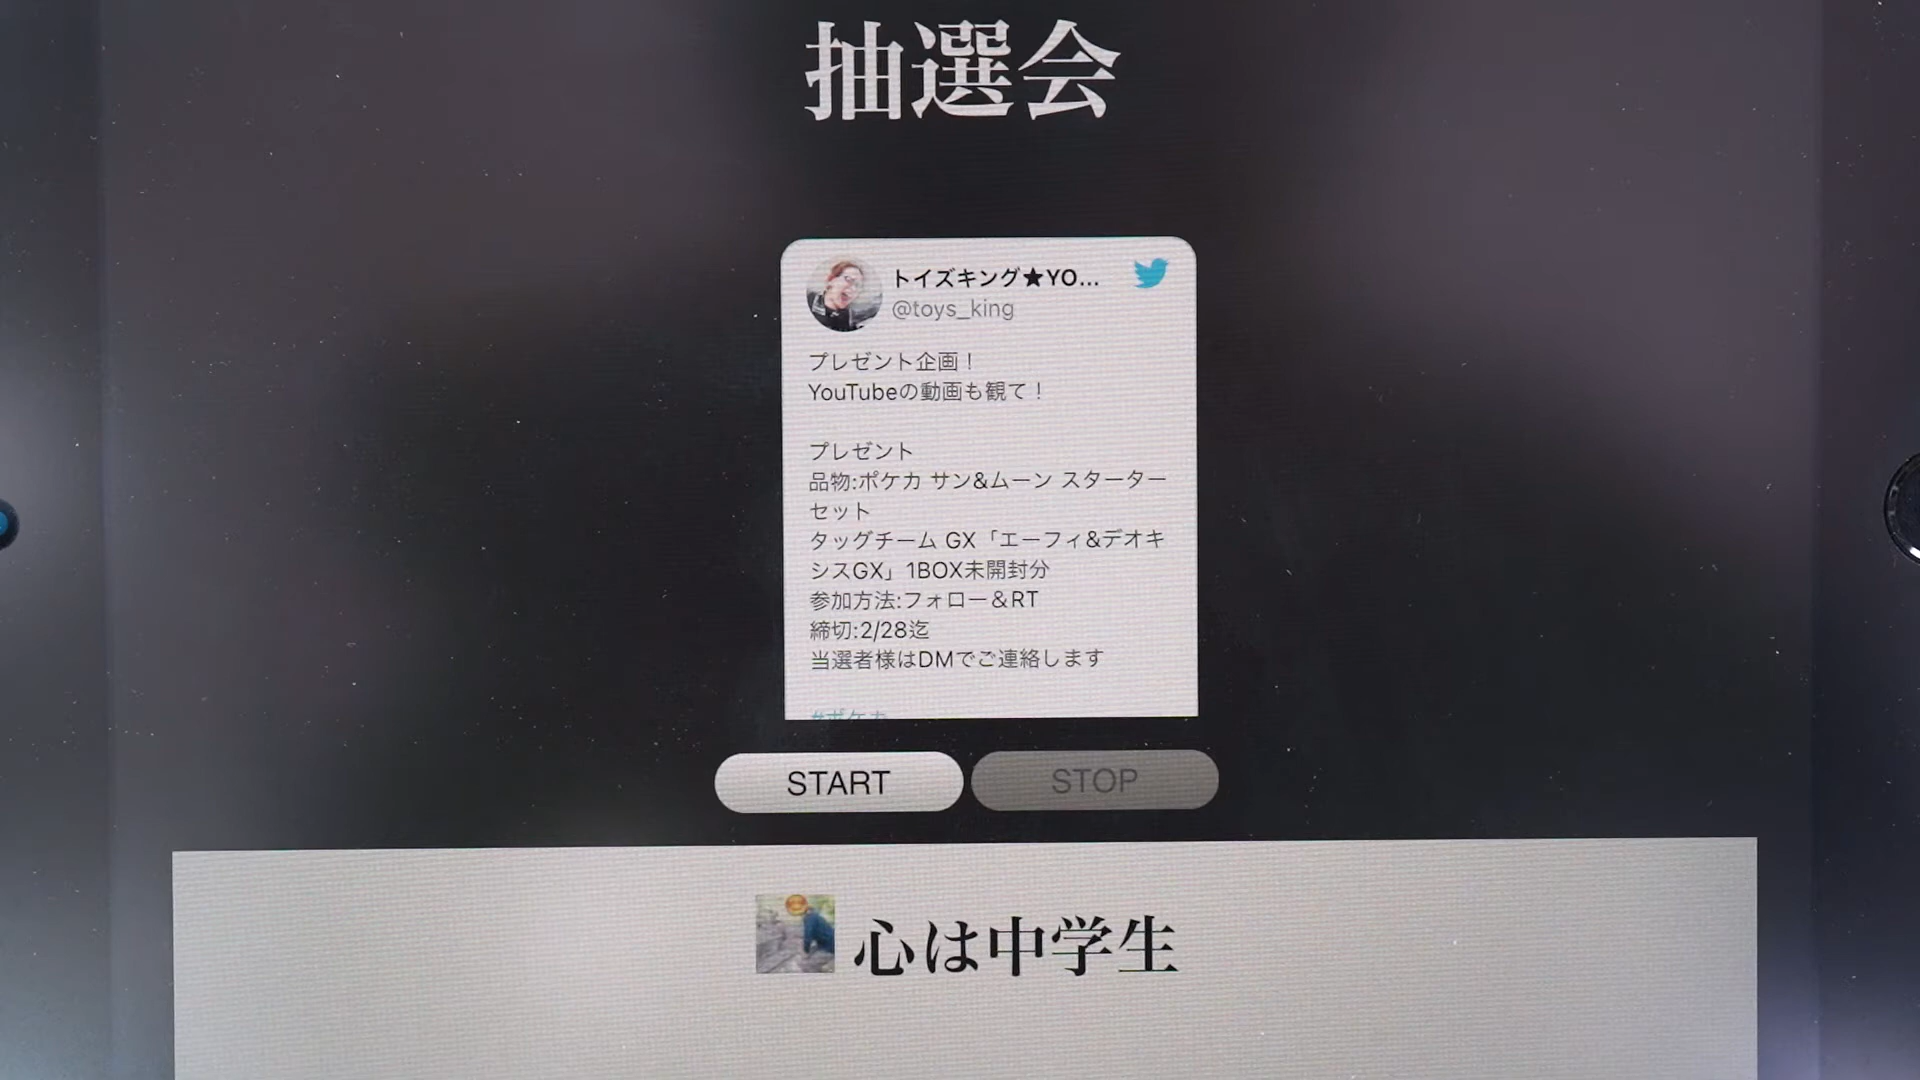 抽選会
トイズキング★YO...
@toys_king
プレゼント企画！
YouTubeの動画も観て！
プレゼント
品物:ポケカ サン&ムーン スターター
セット
タッグチーム GX「エーフィ&デオキ
シスGX」1BOX未開封分
参加方法:フォロー＆RT
締切:2/28迄
当選者様はDMでご連絡します
#ポケカ
START
STOP
心は中学生